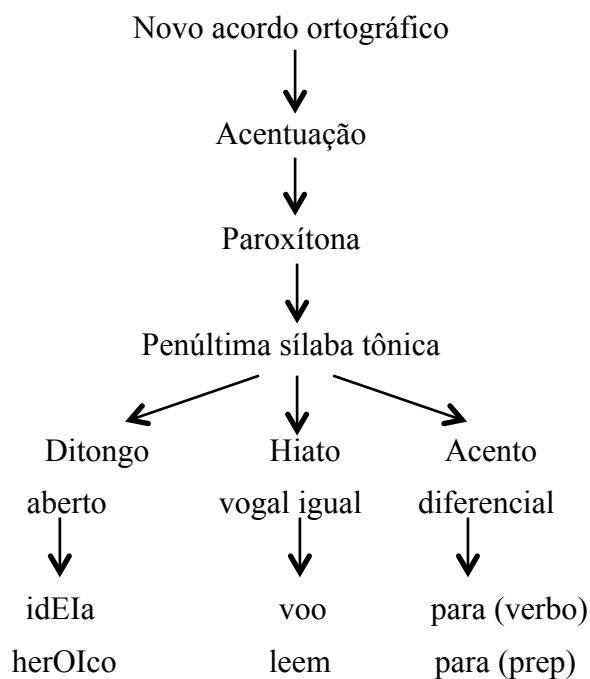 Novo acordo ortográfico
Acentuação
Paroxítona
Penúltima sílaba tônica
Ditongo
aberto
Hiato
vogal igual
Acento
diferencial
idEIa
herOIco
voo
leem
para (verbo)
para (prep)